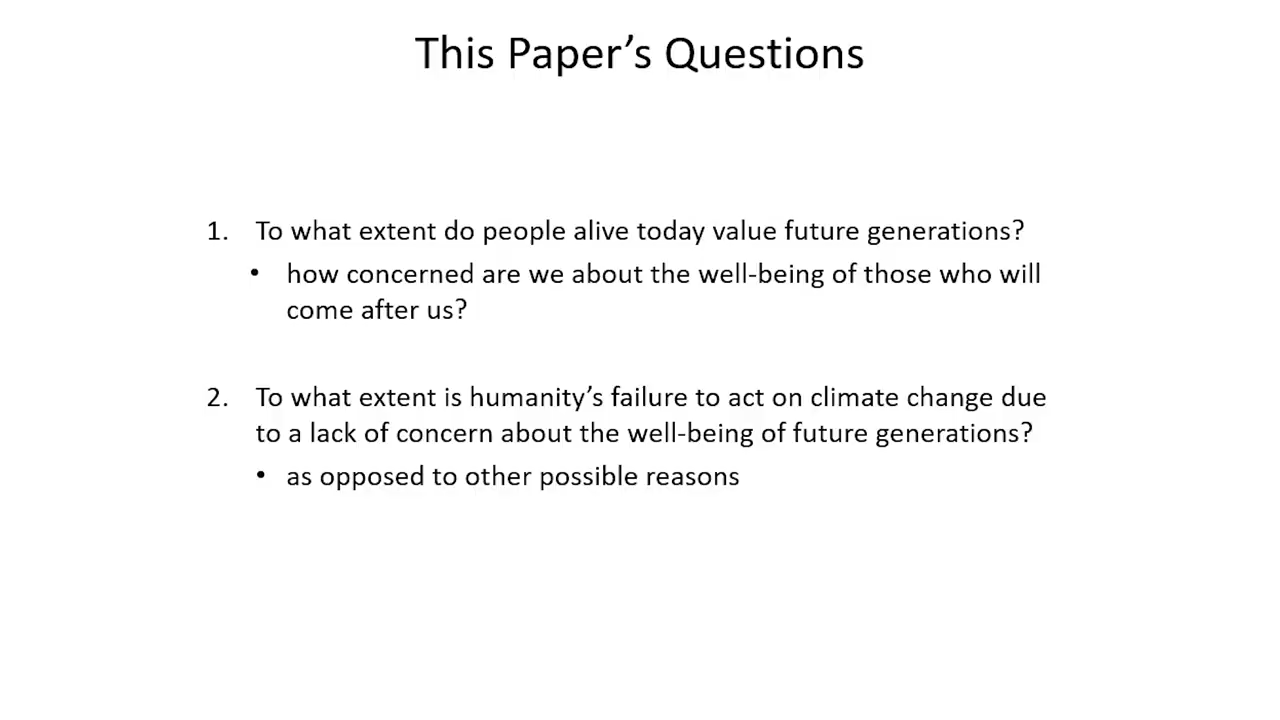 This Paper’s Questions
1. To what extent do people alive today value future generations?
• how concerned are we about the well-being of those who will
come after us?
2. To what extent is humanity’s failure to act on climate change due
to a lack of concern about the well-being of future generations?
• as opposed to other possible reasons